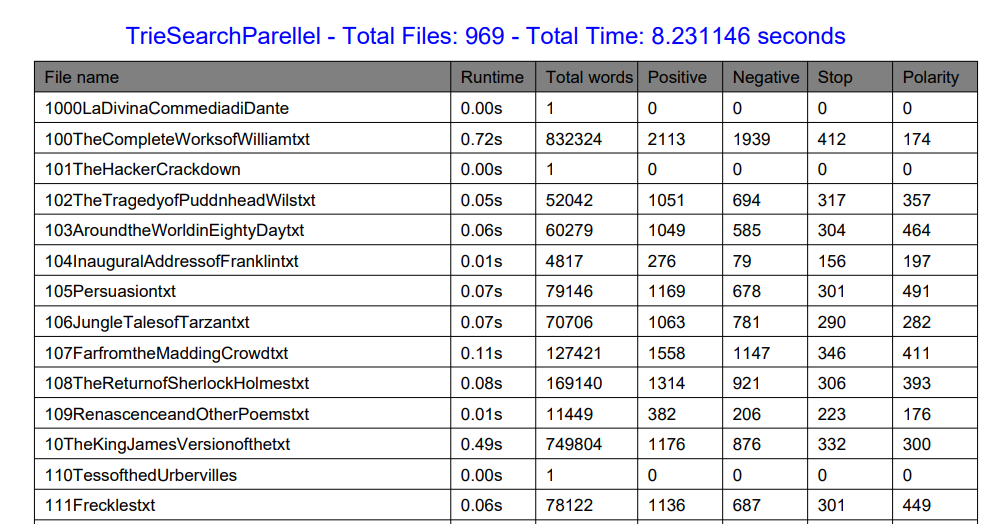 TrieSearchParellel - Total Files: 969 - Total Time: 8.231146 seconds
File name Runtime Total words Positive Negative Stop Polarity
1000LaDivinaCommediadiDante 0.00s 1 0 0 0 0
100TheCompleteWorksofWilliamtxt 0.72s 832324 2113 1939 412 174
101TheHackerCrackdown 0.00s 1 0 0 0 0
102TheTragedyofPuddnheadWilstxt 0.05s 52042 1051 694 317 357
103AroundtheWorldinEightyDaytxt 0.06s 60279 1049 585 304 464
104InauguralAddressofFranklintxt 0.01s 4817 276 79 156 197
105Persuasiontxt 0.07s 79146 1169 678 301 491
106JungleTalesofTarzantxt 0.07s 70706 1063 781 290 282
107FarfromtheMaddingCrowdtxt 0.11s 127421 1558 1147 346 411
108TheReturnofSherlockHolmestxt 0.08s 169140 1314 921 306 393
109RenascenceandOtherPoemstxt 0.01s 11449 382 206 223 176
10TheKingJamesVersionofthetxt 0.49s 749804 1176 876 332 300
110TessofthedUrbervilles 0.00s 1 0 0 0 0
111Frecklestxt 0.06s 78122 1136 687 301 449